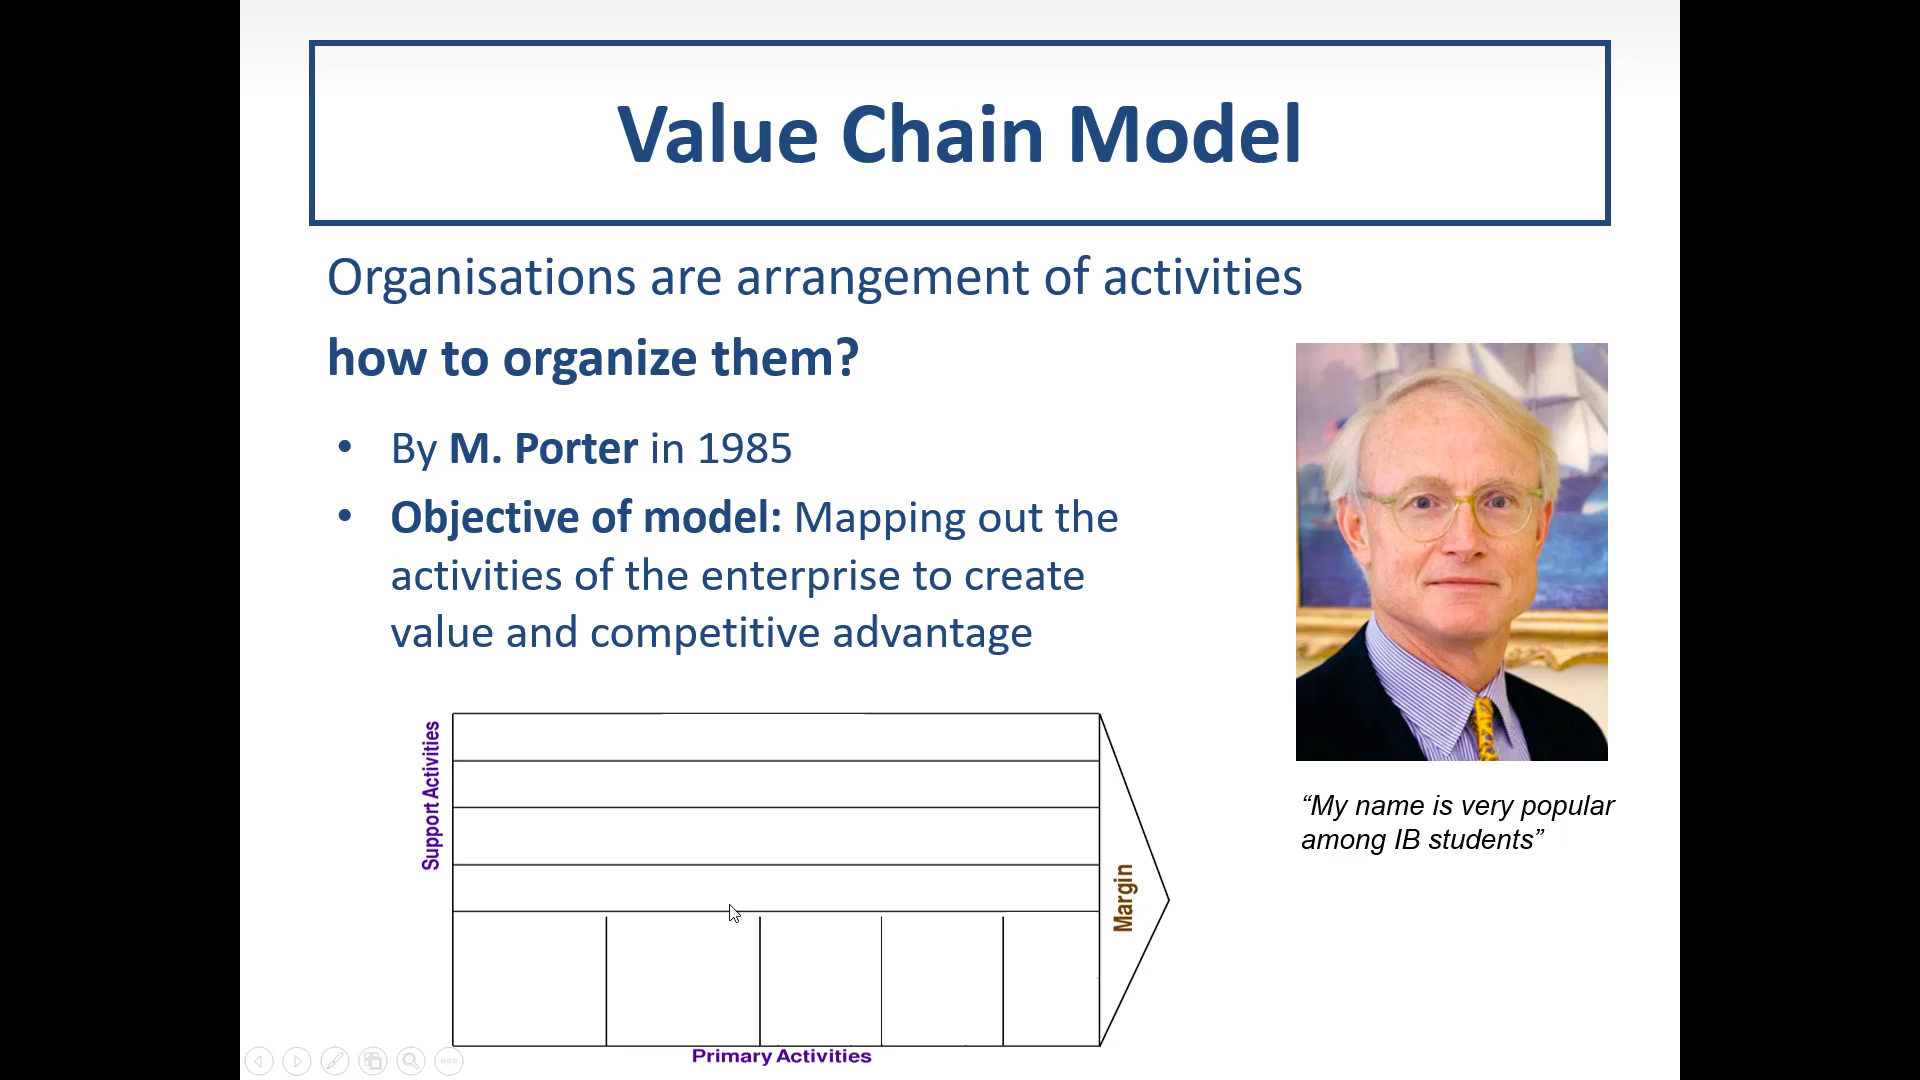 Value Chain Model
Organisations are arrangement of activities
how to organize them?
• By M. Porter in 1985
• Objective of model: Mapping out the
activities of the enterprise to create
value and competitive advantage
“My name is very popular
among IB students”
Support Activities
Margin
Primary Activities